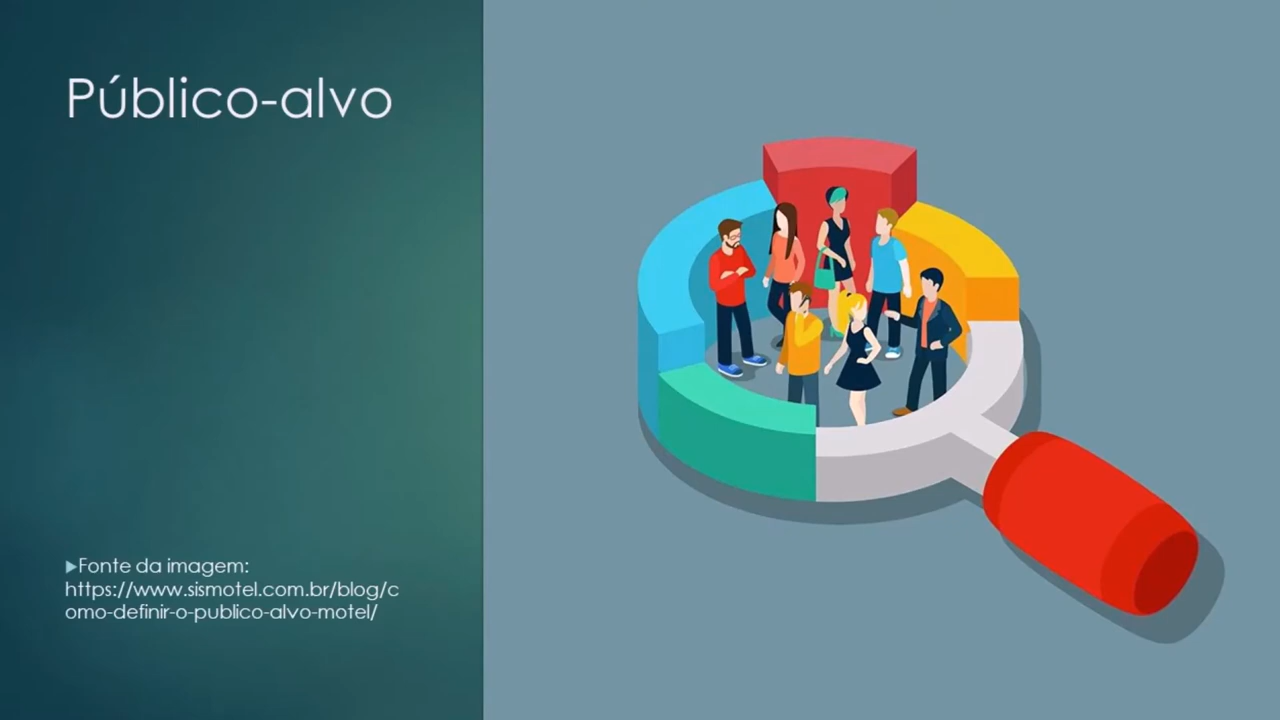 Público-alvo
▶Fonte da imagem:
https://www.sismotel.com.br/blog/c
omo-definir-o-publico-alvo-motel/